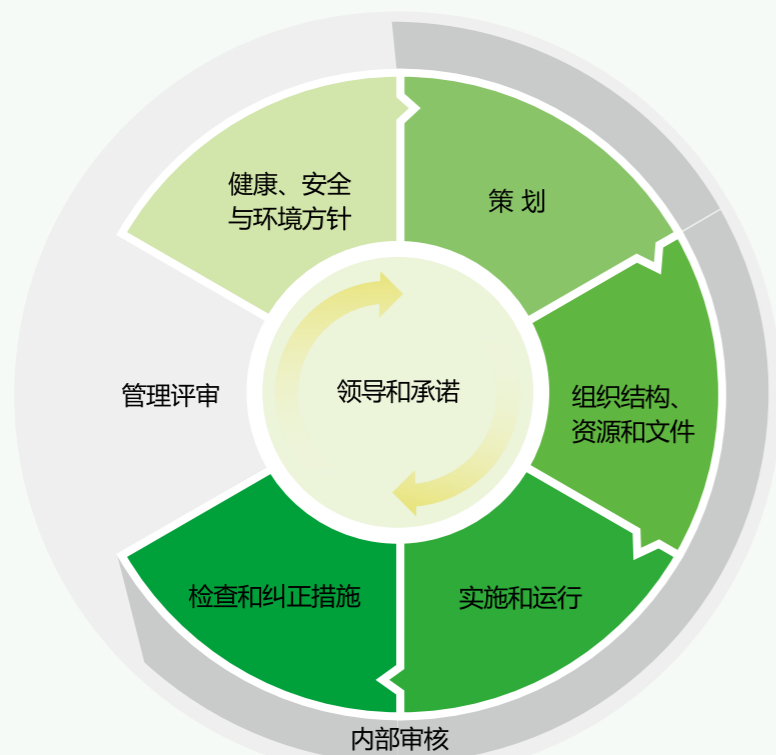 健康、安全
与环境方针
策 划
组织结构、
资源和文件
实施和运行
检查和纠正措施
管理评审
领导和承诺
内部审核